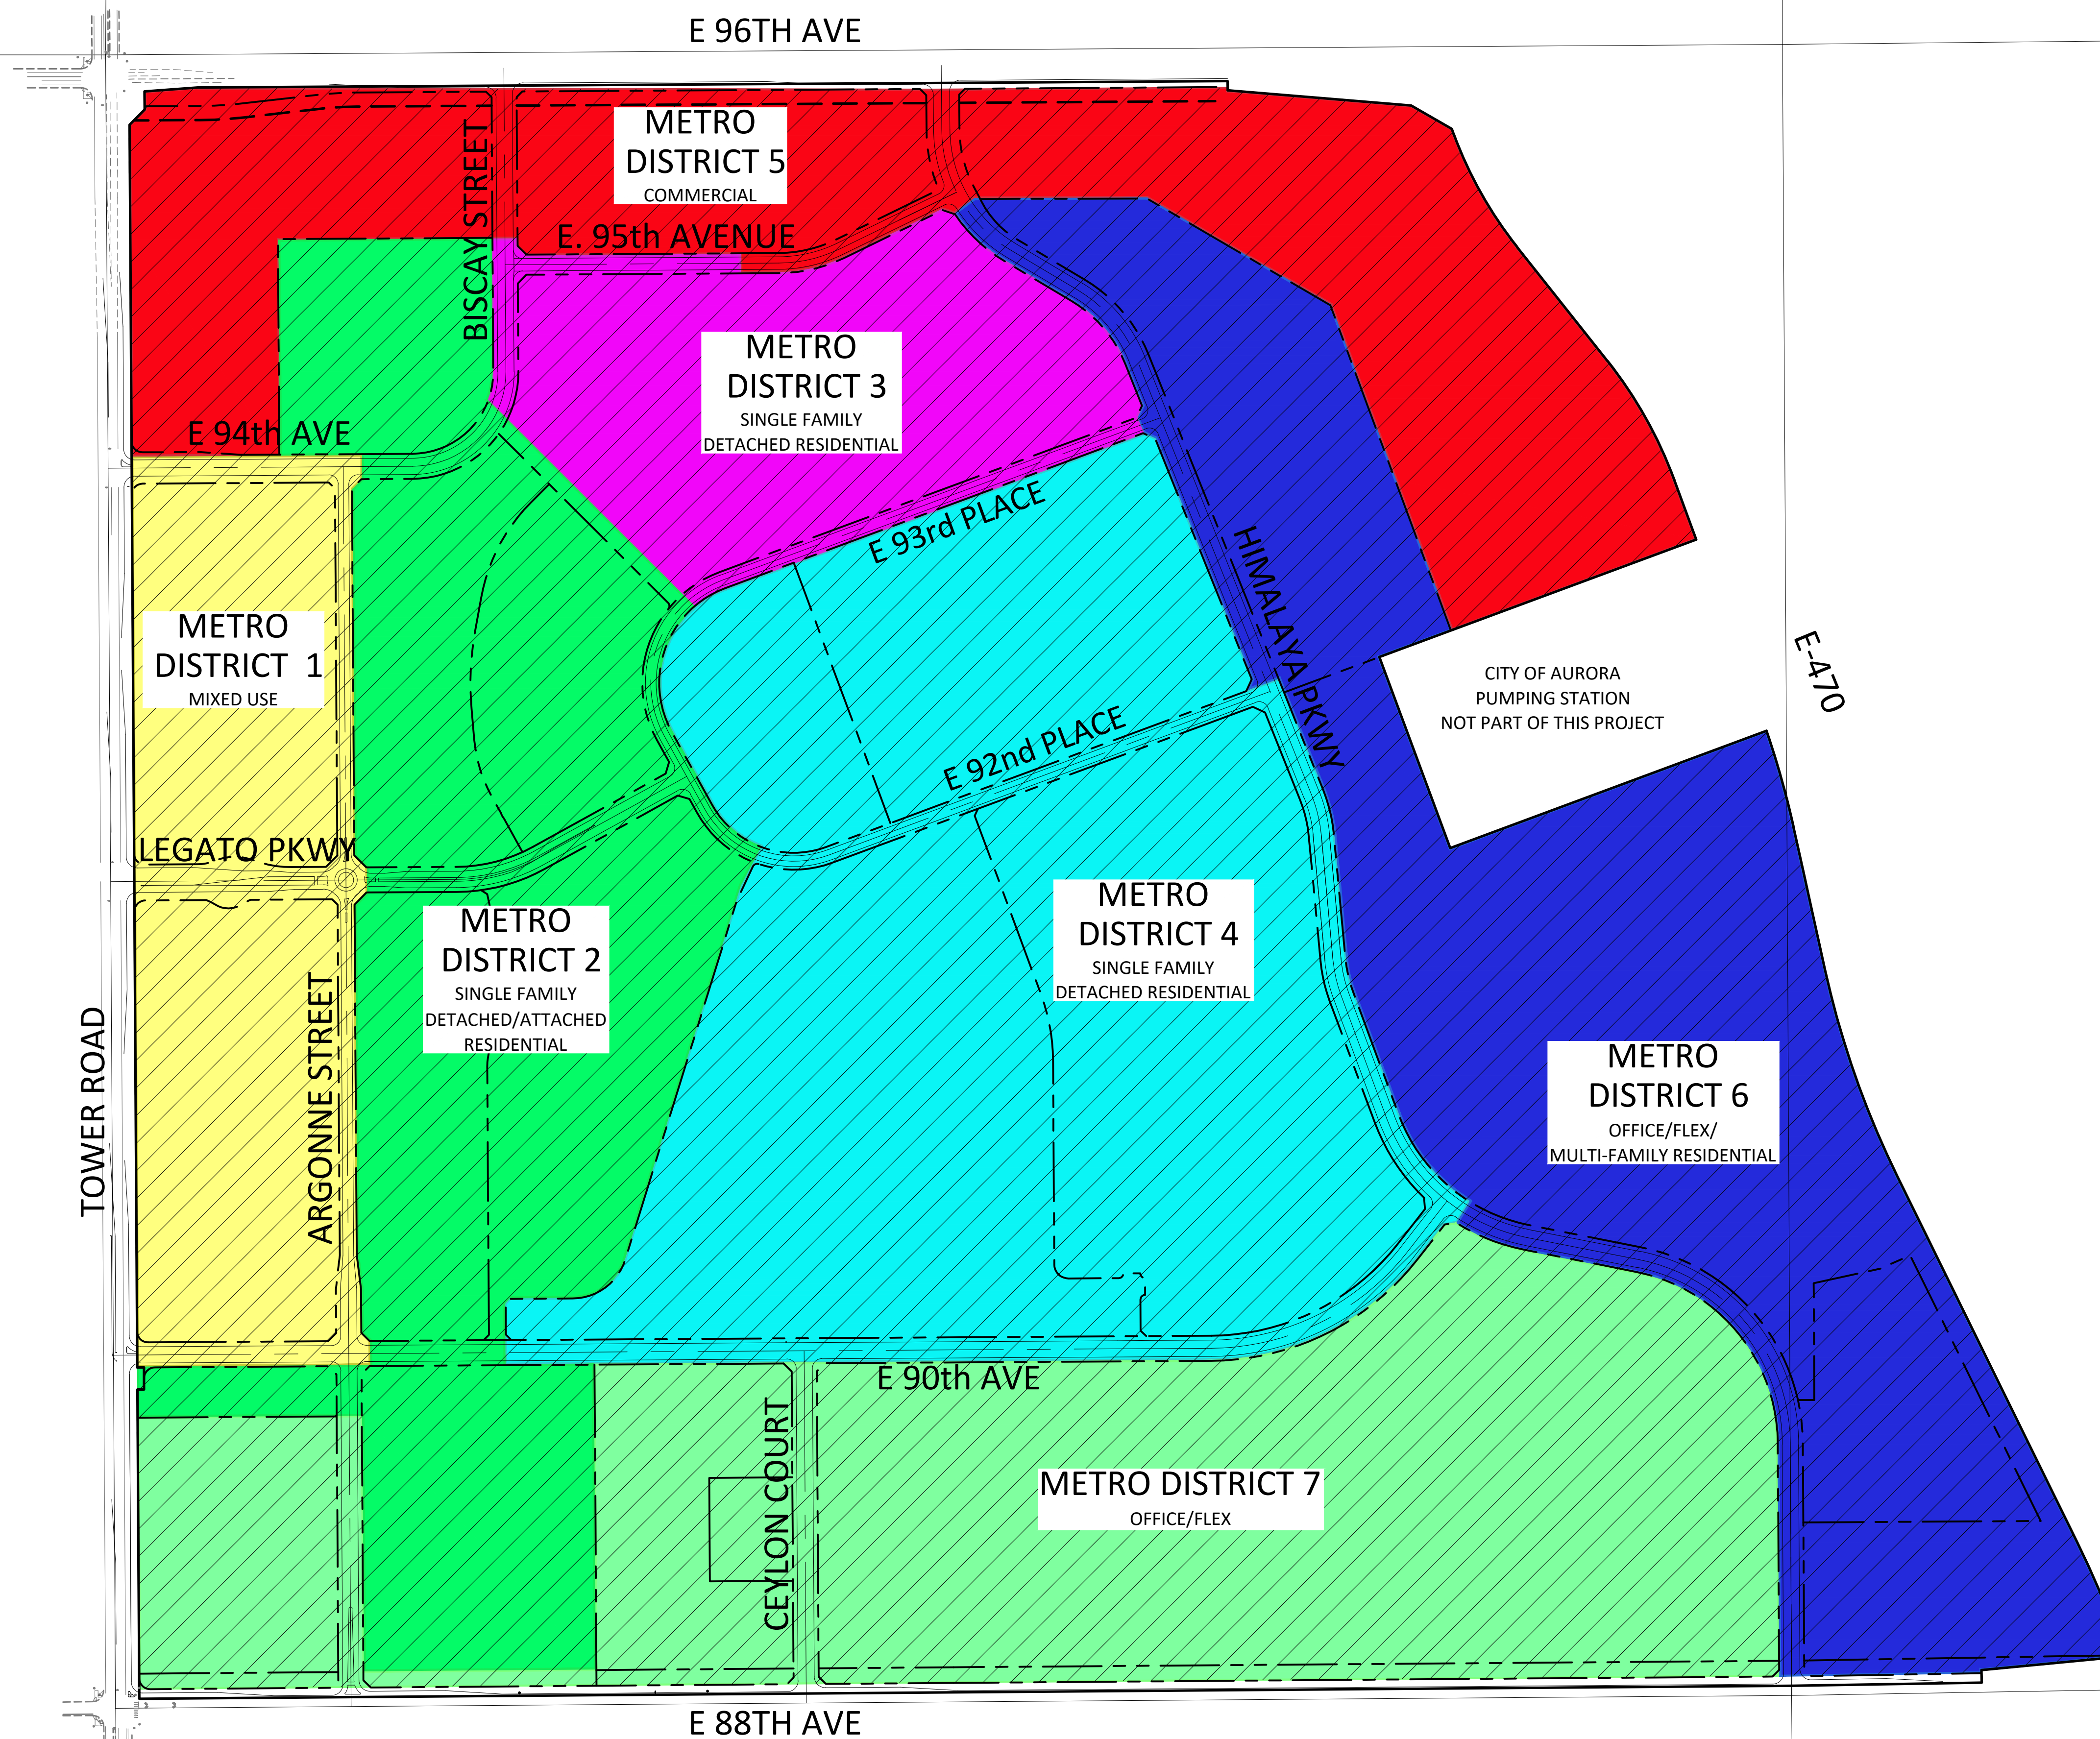 E 96TH AVE
METRO
DISTRICT 5
COMMERCIAL
BISCAY STREET
E. 95th AVENUE
METRO
DISTRICT 3
SINGLE FAMILY
DETACHED RESIDENTIAL
E 94th AVE
E 93rd PLACE
HIMALAYA PKWY
METRO
DISTRICT 1
MIXED USE
CITY OF AURORA
PUMPING STATION
NOT PART OF THIS PROJECT
E-470
E 92nd PLACE
LEGATO PKWY
METRO
DISTRICT 2
SINGLE FAMILY
DETACHED/ATTACHED
RESIDENTIAL
METRO
DISTRICT 4
SINGLE FAMILY
DETACHED RESIDENTIAL
TOWER ROAD
ARGONNE STREET
METRO
DISTRICT 6
OFFICE/FLEX/
MULTI-FAMILY RESIDENTIAL
E 90th AVE
CEYLON COURT
METRO DISTRICT 7
OFFICE/FLEX
E 88TH AVE